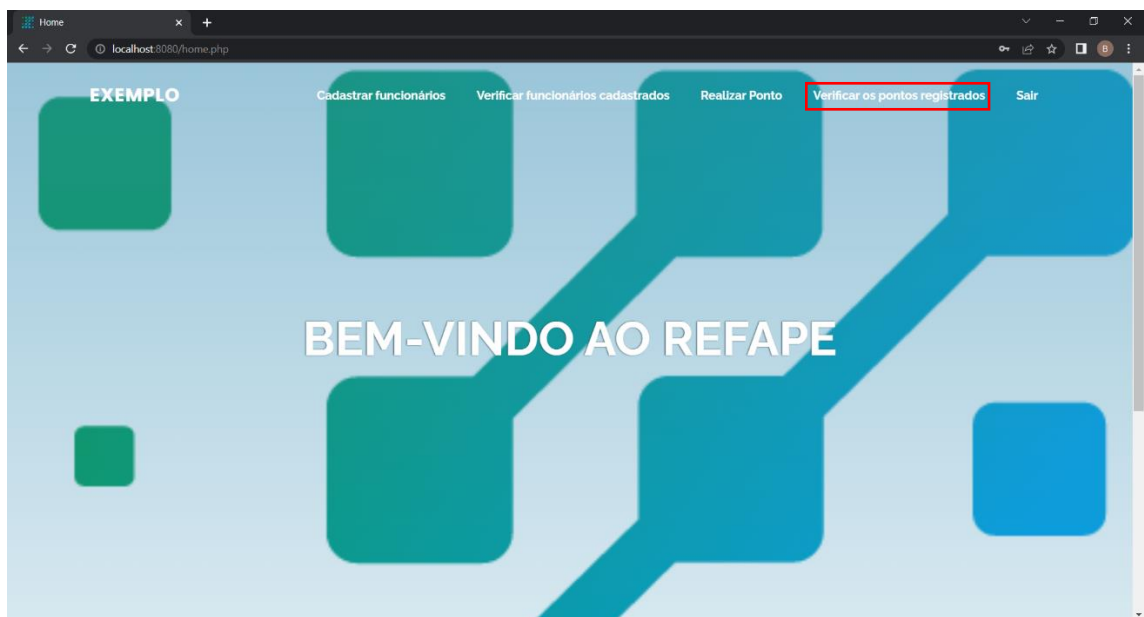 Home
localhost:8080/home.php
B
EXEMPLO
Cadastrar funcionários Verificar funcionários cadastrados Realizar Ponto Verificar os pontos registrados Sair
BEM-VINDO AO REFAPE